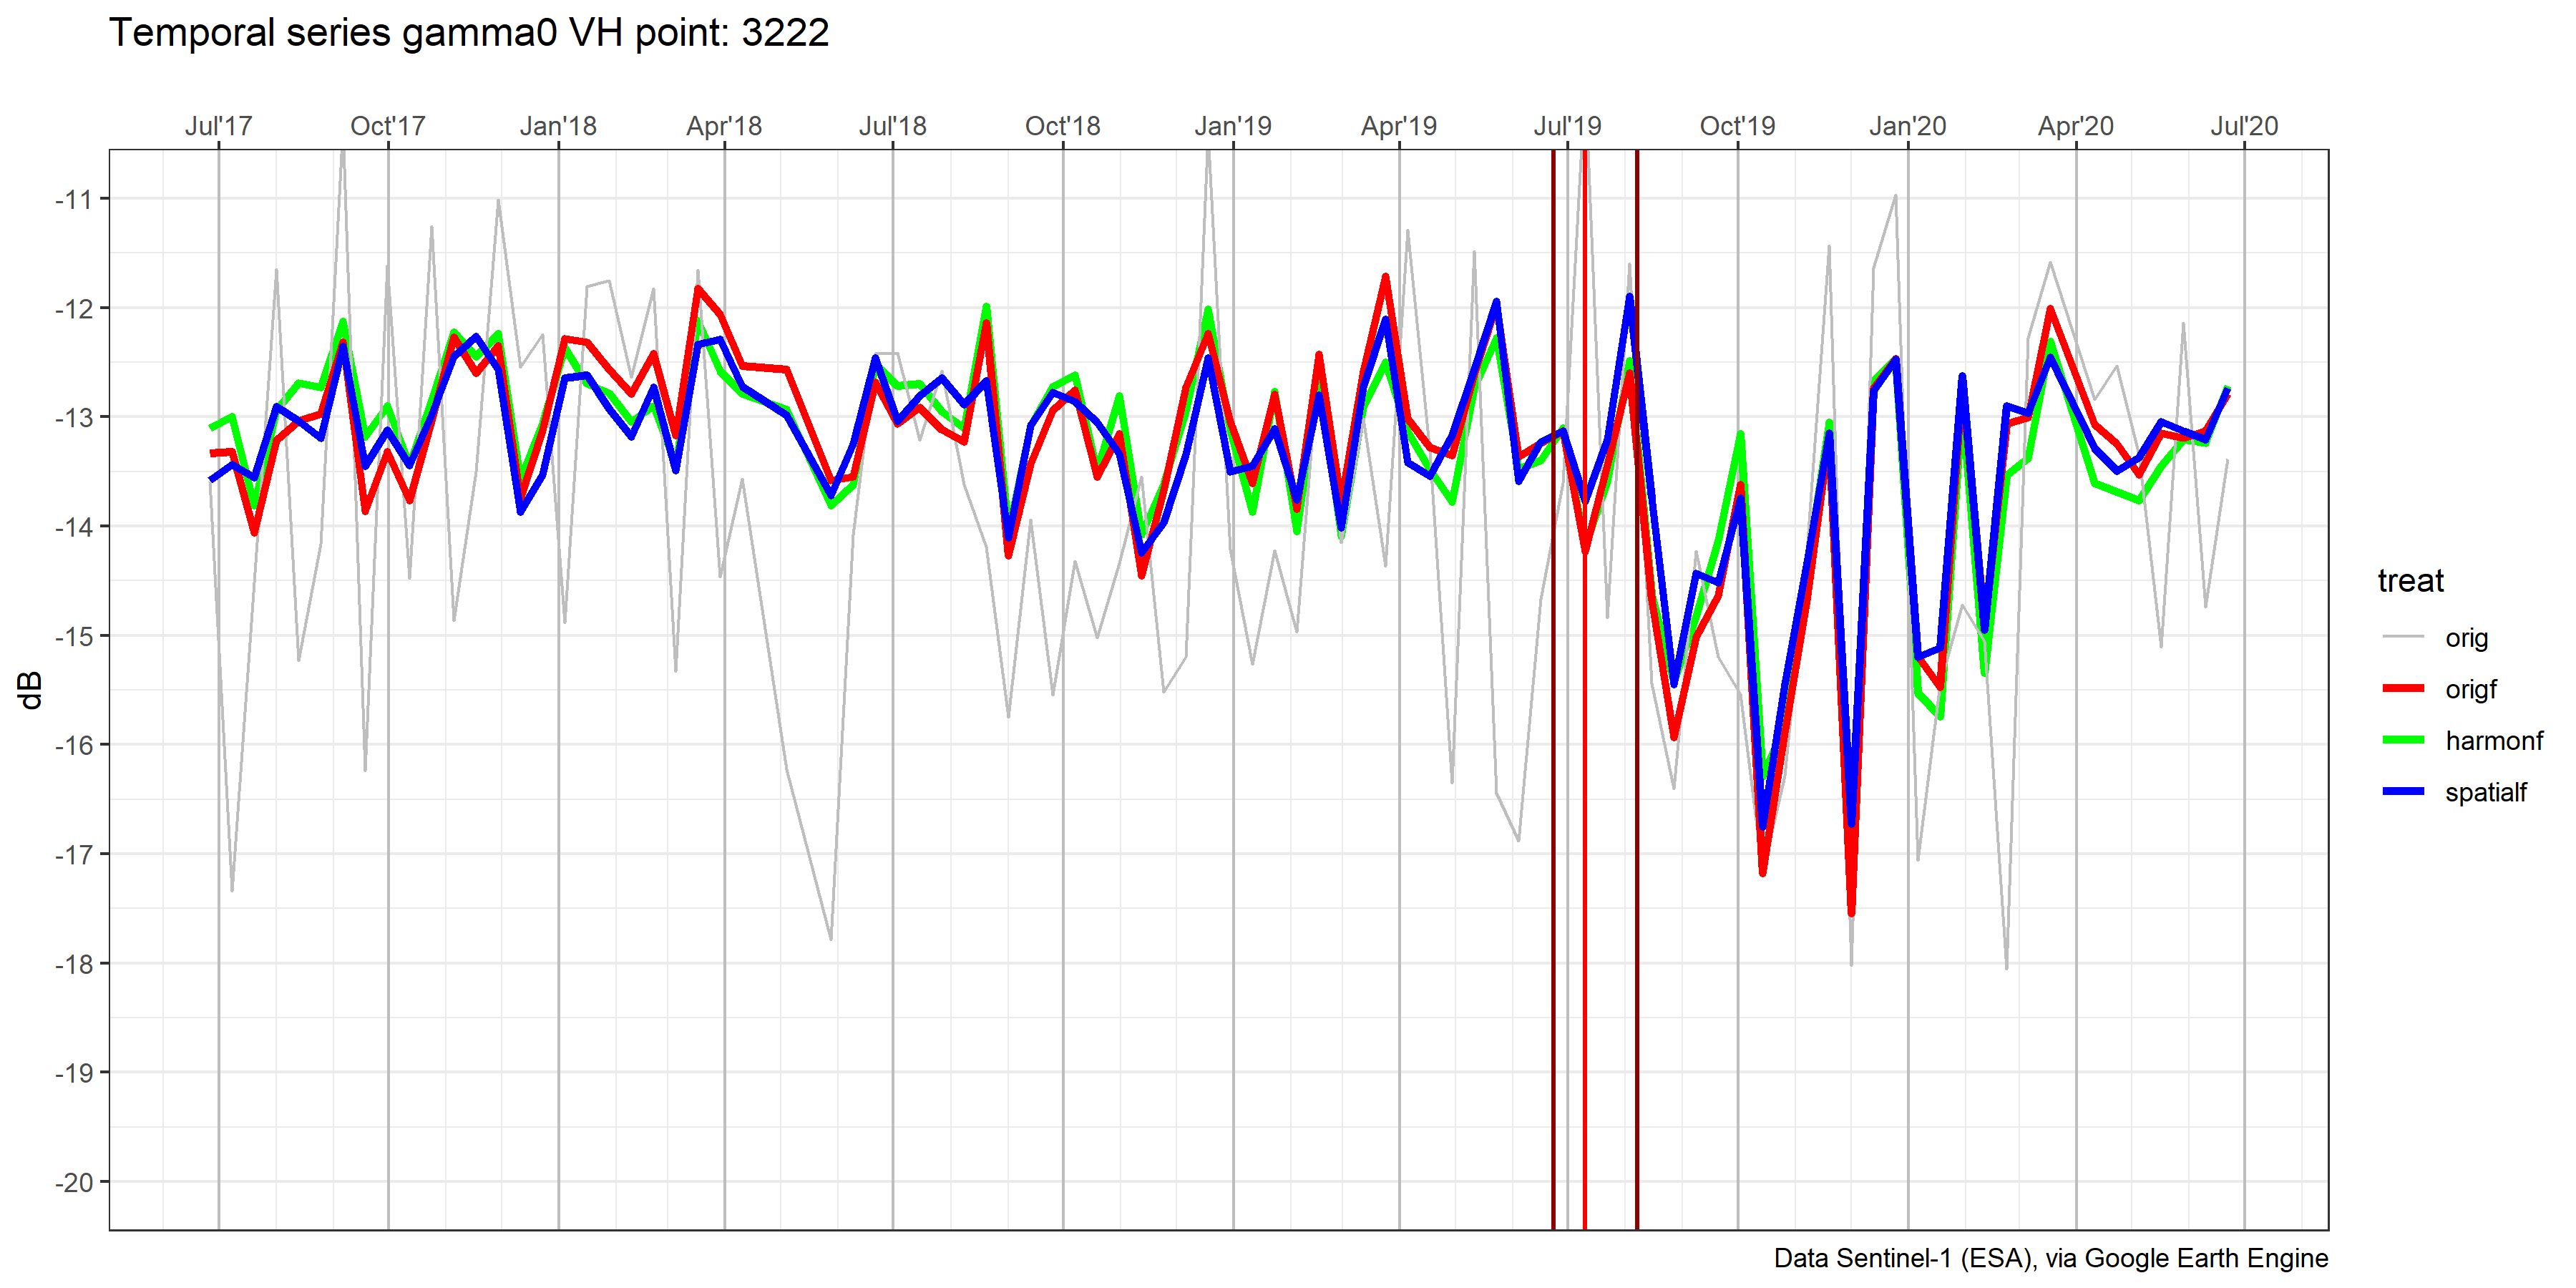 Temporal series gamma0 VH point: 3222
Jul'17 Oct'17 Jan'18 Apr'18 Jul'18 Oct'18 Jan'19 Apr'19 Jul'19 Oct'19 Jan'20 Apr'20 Jul'20
-11
-12
-13
-14
-15
-16
-17
-18
-19
-20
dB
treat
orig
origf
harmonf
spatialf
Data Sentinel-1 (ESA), via Google Earth Engine